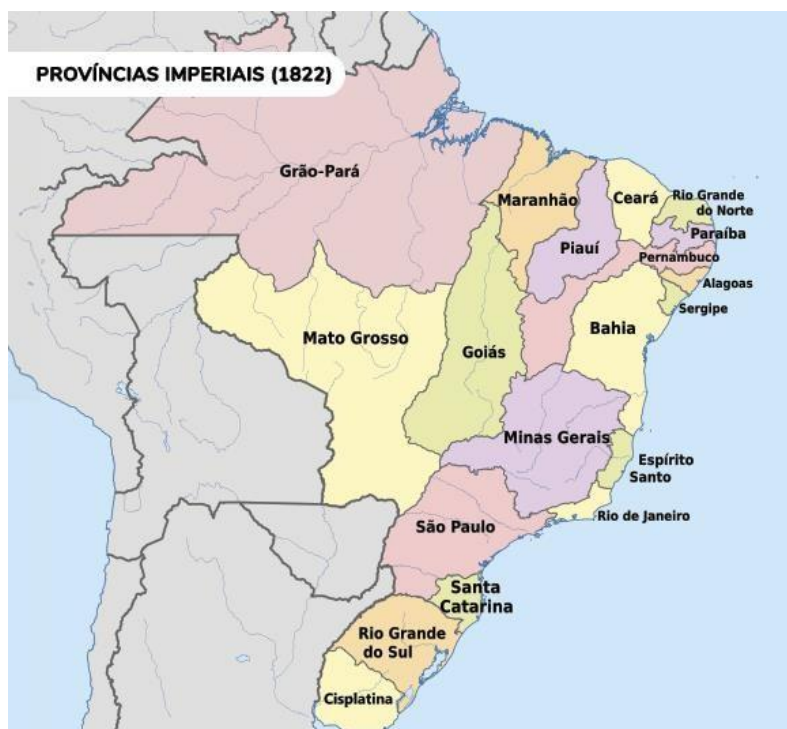 PROVÍNCIAS IMPERIAIS (1822)
Grão-Pará
Maranhão
Ceará
Rio Grande
do Norte
Paraíba
Piauí
Pernambuco
Alagoas
Sergipe
Mato Grosso
Goiás
Bahia
Minas Gerais
Espírito
Santo
Rio de Janeiro
São Paulo
Santa
Catarina
Rio Grande
do Sul
Cisplatina